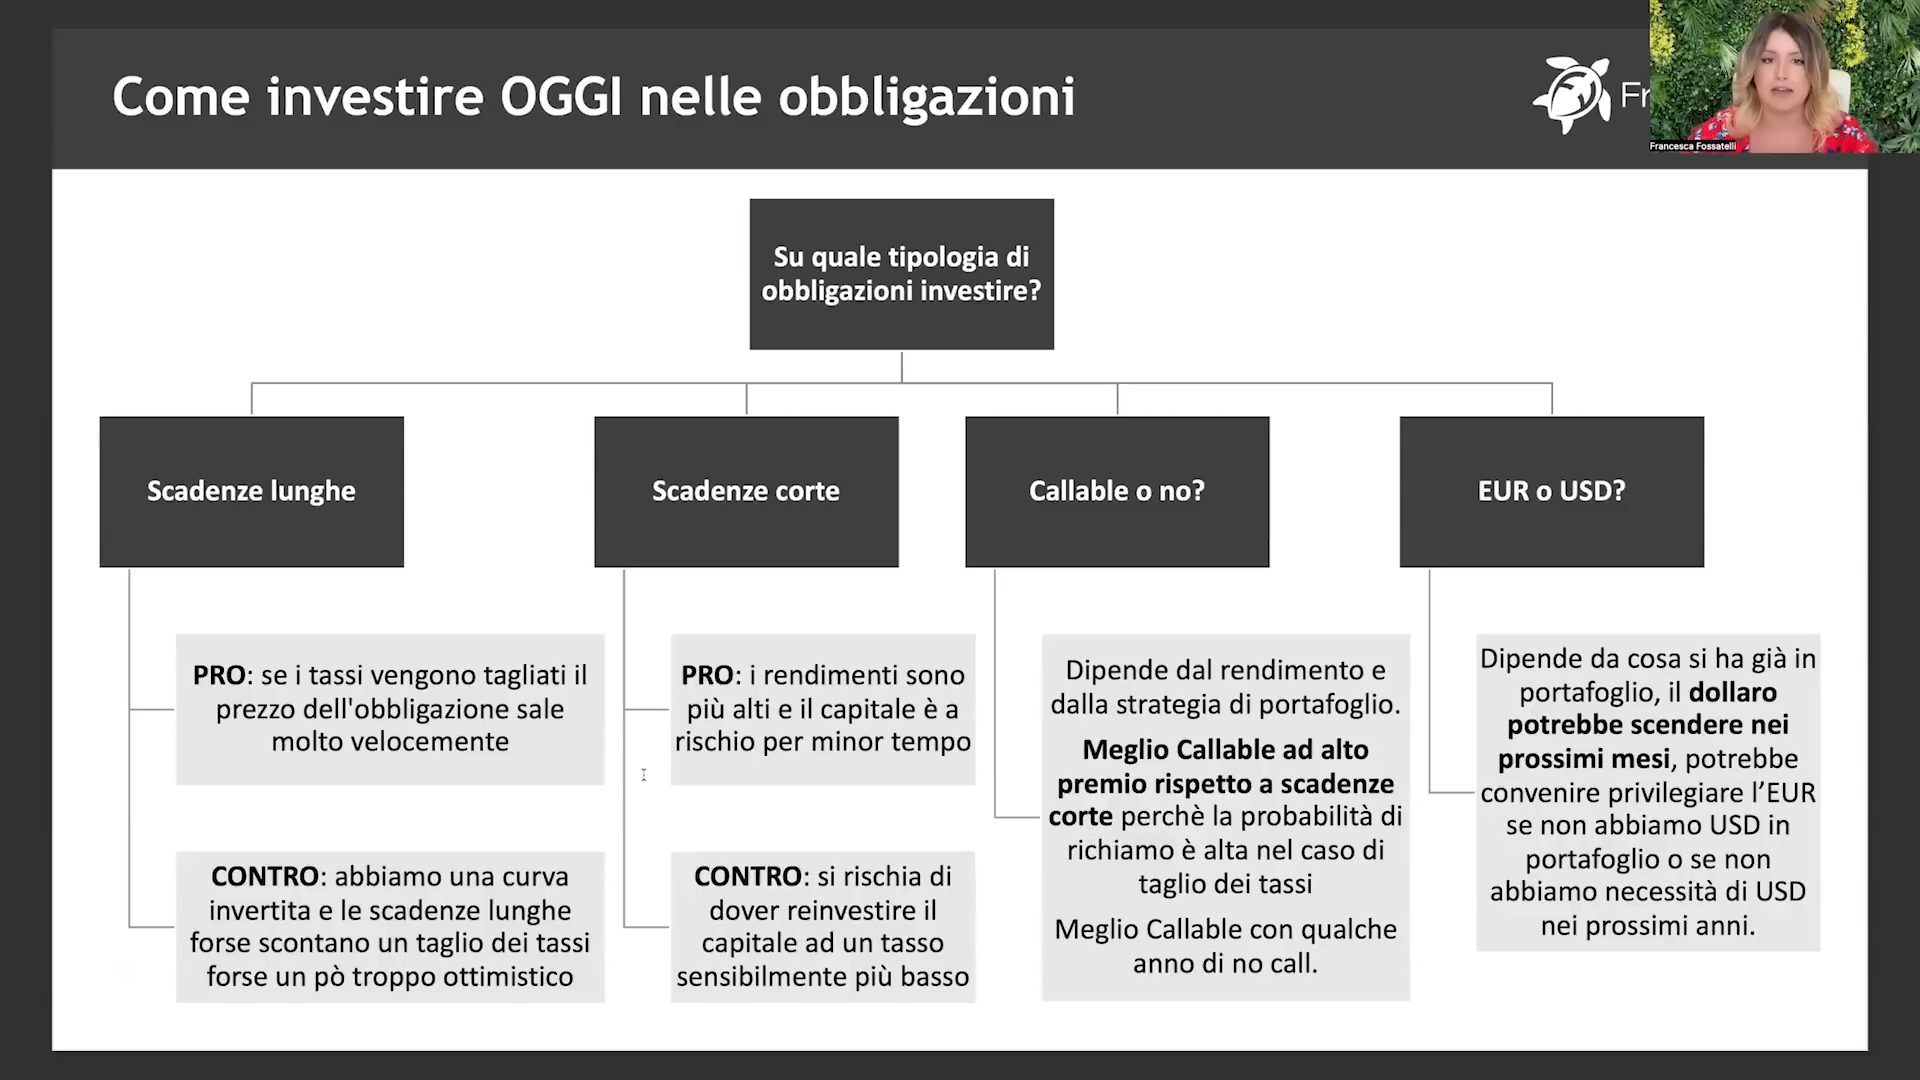 Come investire OGGI nelle obbligazioni
Fr
Francesca Fossatelli
Su quale tipologia di
obbligazioni investire?
Scadenze lunghe
Scadenze corte
Callable o no?
EUR o USD?
PRO: se i tassi vengono tagliati il
prezzo dell'obbligazione sale
molto velocemente
CONTRO: abbiamo una curva
invertita e le scadenze lunghe
forse scontano un taglio dei tassi
forse un pò troppo ottimistico
PRO: i rendimenti sono
più alti e il capitale è a
rischio per minor tempo
CONTRO: si rischia di
dover reinvestire il
capitale ad un tasso
sensibilmente più basso
Dipende dal rendimento e
dalla strategia di portafoglio.
Meglio Callable ad alto
premio rispetto a scadenze
corte perchè la probabilità di
richiamo è alta nel caso di
taglio dei tassi
Meglio Callable con qualche
anno di no call.
Dipende da cosa si ha già in
portafoglio, il dollaro
potrebbe scendere nei
prossimi mesi, potrebbe
convenire privilegiare l’EUR
se non abbiamo USD in
portafoglio o se non
abbiamo necessità di USD
nei prossimi anni.